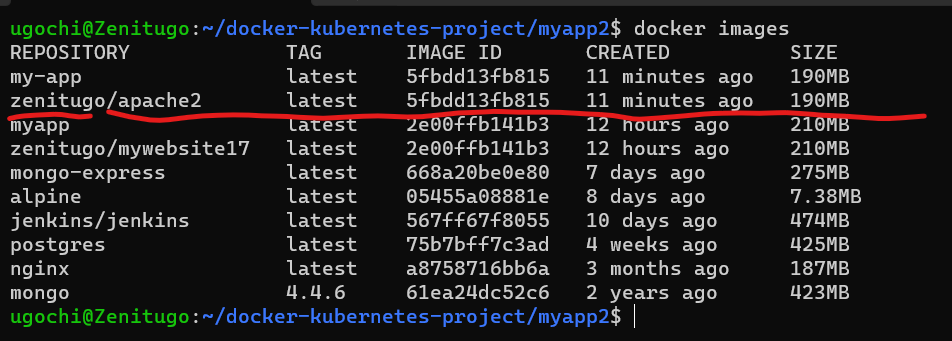 ugochi@Zenitugo:~/docker-kubernetes-project/myapp2$ docker images
REPOSITORY TAG IMAGE ID CREATED SIZE
my-app latest 5fbdd13fb815 11 minutes ago 190MB
zenitugo/apache2 latest 5fbdd13fb815 11 minutes ago 190MB
myapp latest 2e00ffb141b3 12 hours ago 210MB
zenitugo/mywebsite17 latest 2e00ffb141b3 12 hours ago 210MB
mongo-express latest 668a20be0e80 7 days ago 275MB
alpine latest 05455a08881e 8 days ago 7.38MB
jenkins/jenkins latest 567ff67f8055 10 days ago 474MB
postgres latest 75b7bff7c3ad 4 weeks ago 425MB
nginx latest a8758716bb6a 3 months ago 187MB
mongo 4.4.6 61ea24dc52c6 2 years ago 423MB
ugochi@Zenitugo:~/docker-kubernetes-project/myapp2$